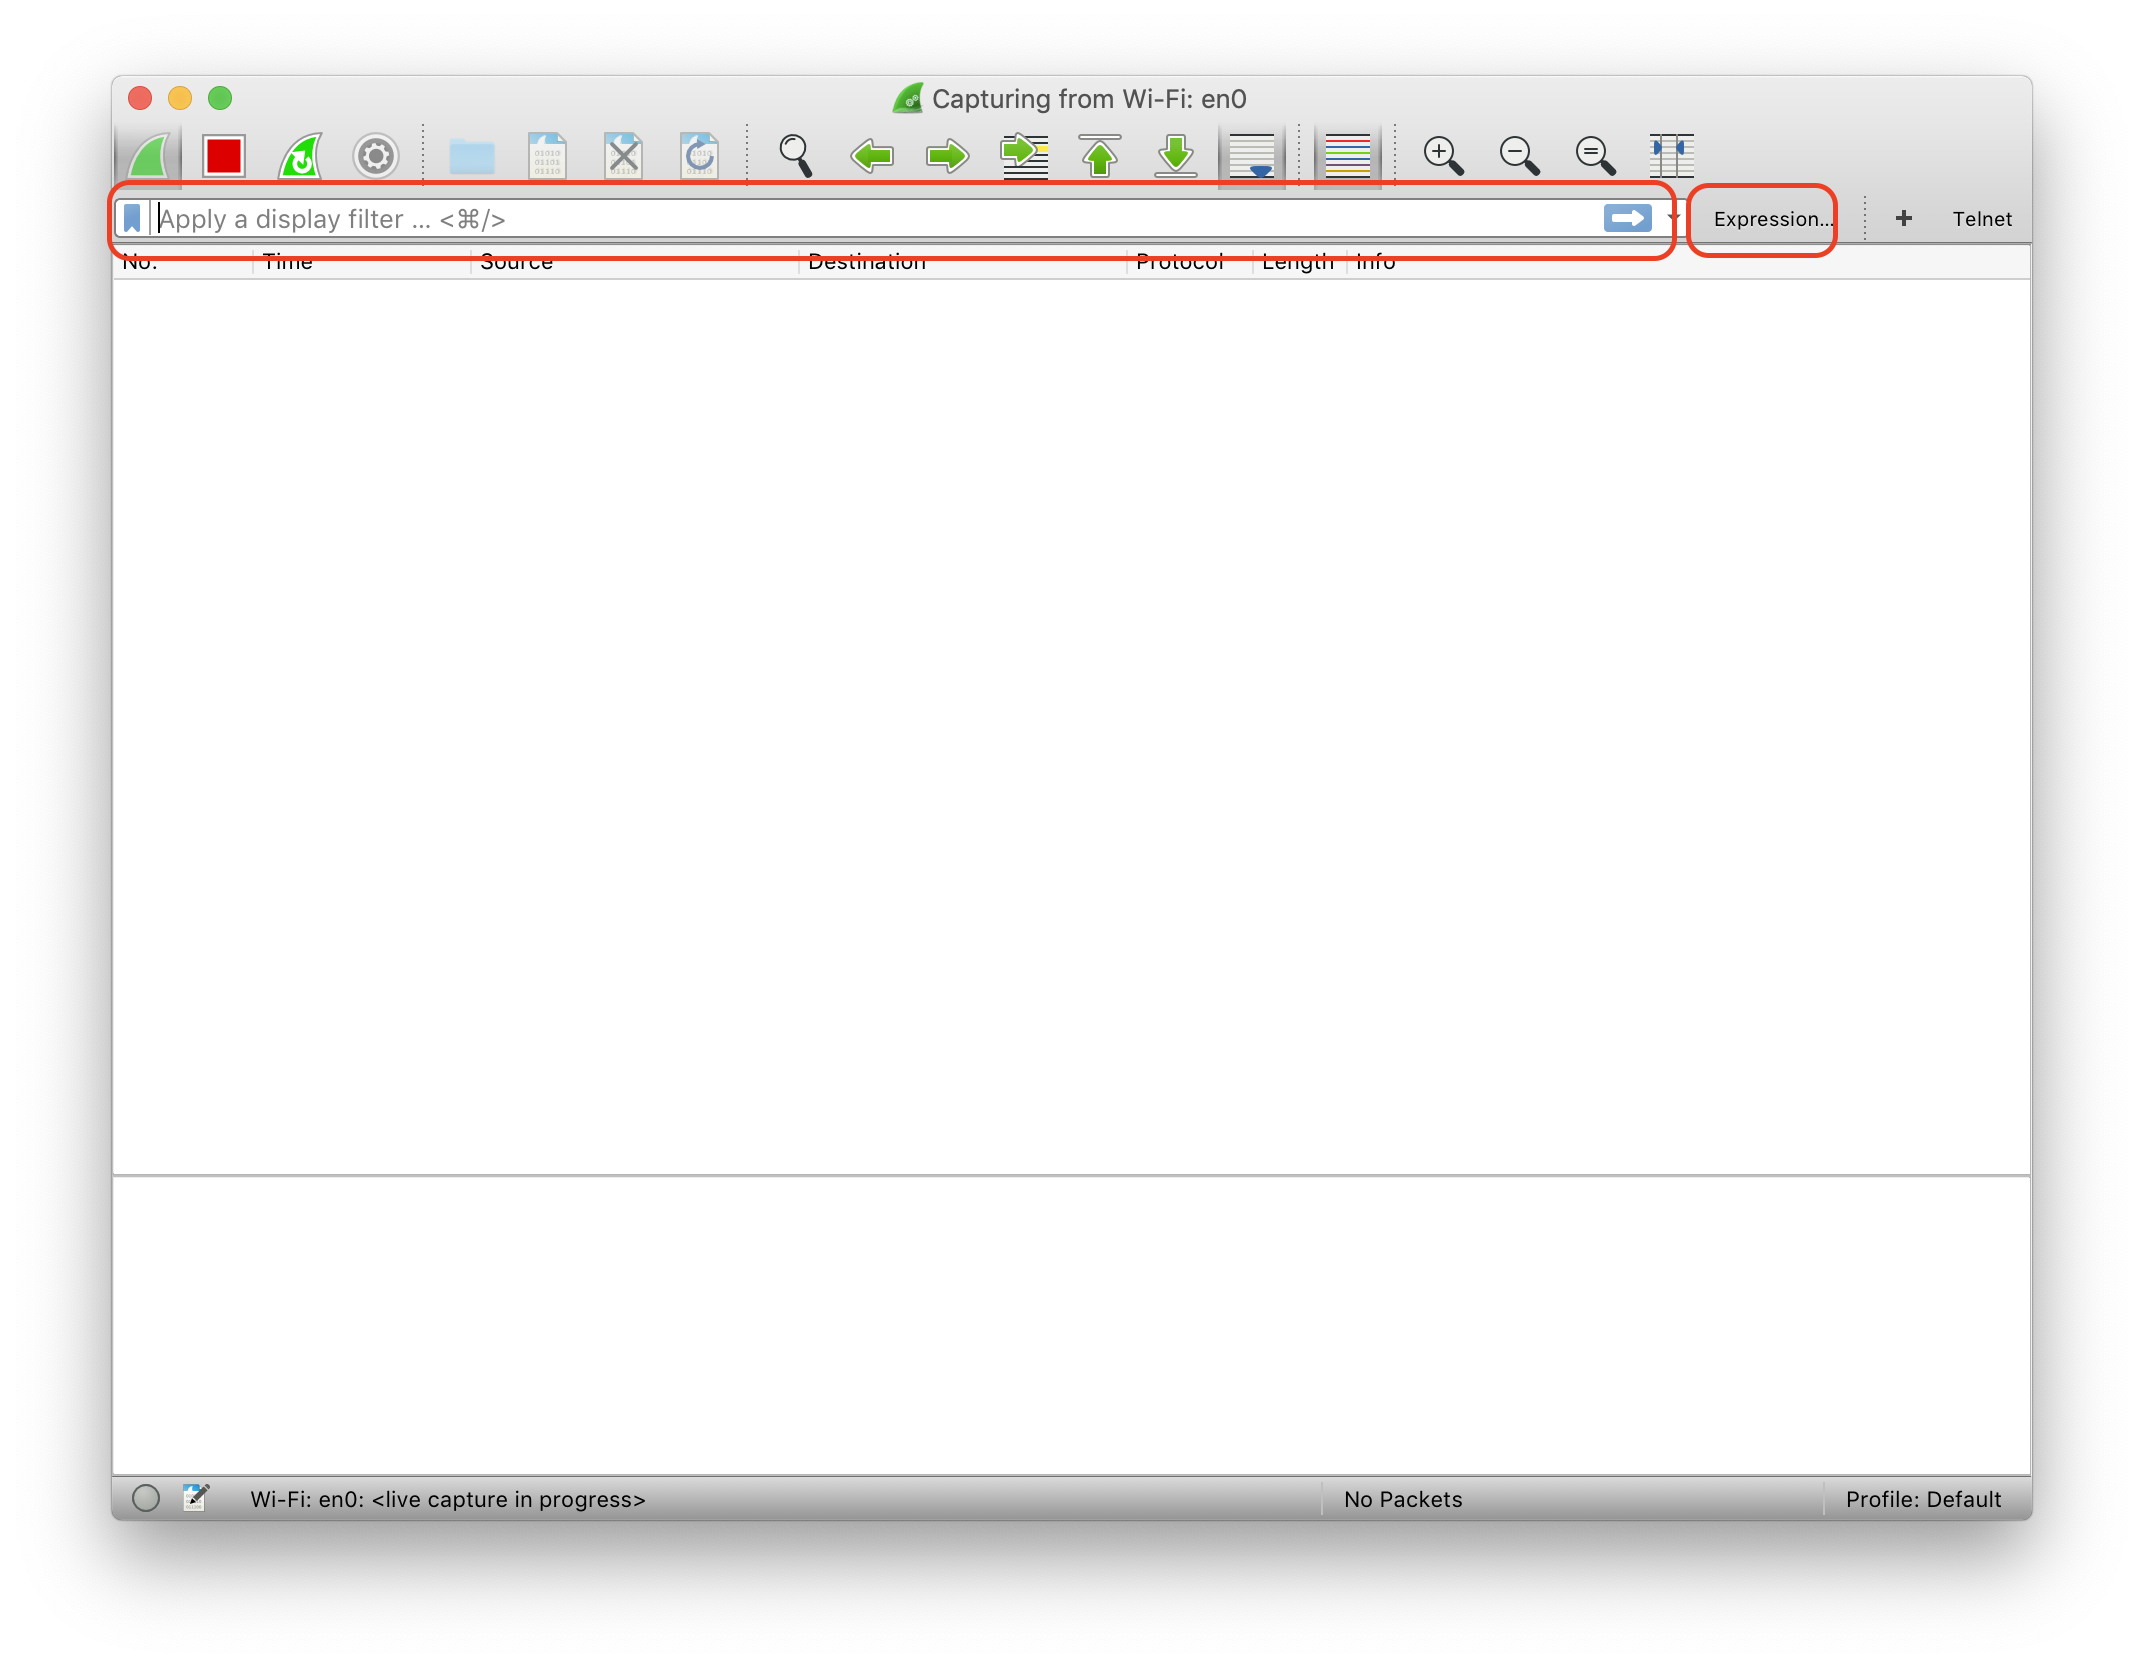 Capturing from Wi-Fi: en0
Apply a display filter ... <⌘/>
Expression...
+
Telnet
No. Time Source Destination Protocol Length Info
Wi-Fi: en0: <live capture in progress>
No Packets
Profile: Default